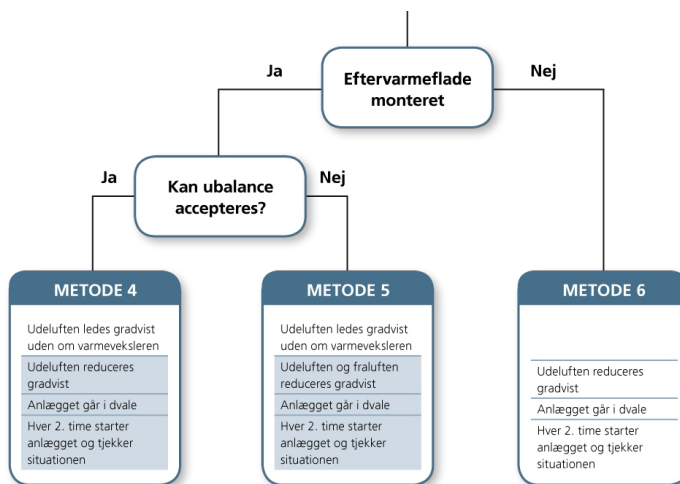 Ja
Eftervarmeflade
monteret
Nej
Ja
Kan ubalance
accepteres?
Nej
METODE 4
Udeluften ledes gradvist
uden om varmeveksleren
Udeluften reduceres
gradvist
Anlægget går i dvale
Hver 2. time starter
anlægget og tjekker
situationen
METODE 5
Udeluften ledes gradvist
uden om varmeveksleren
Udeluften og fraluften
reduceres gradvist
Anlægget går i dvale
Hver 2. time starter
anlægget og tjekker
situationen
METODE 6
Udeluften reduceres
gradvist
Anlægget går i dvale
Hver 2. time starter
anlægget og tjekker
situationen